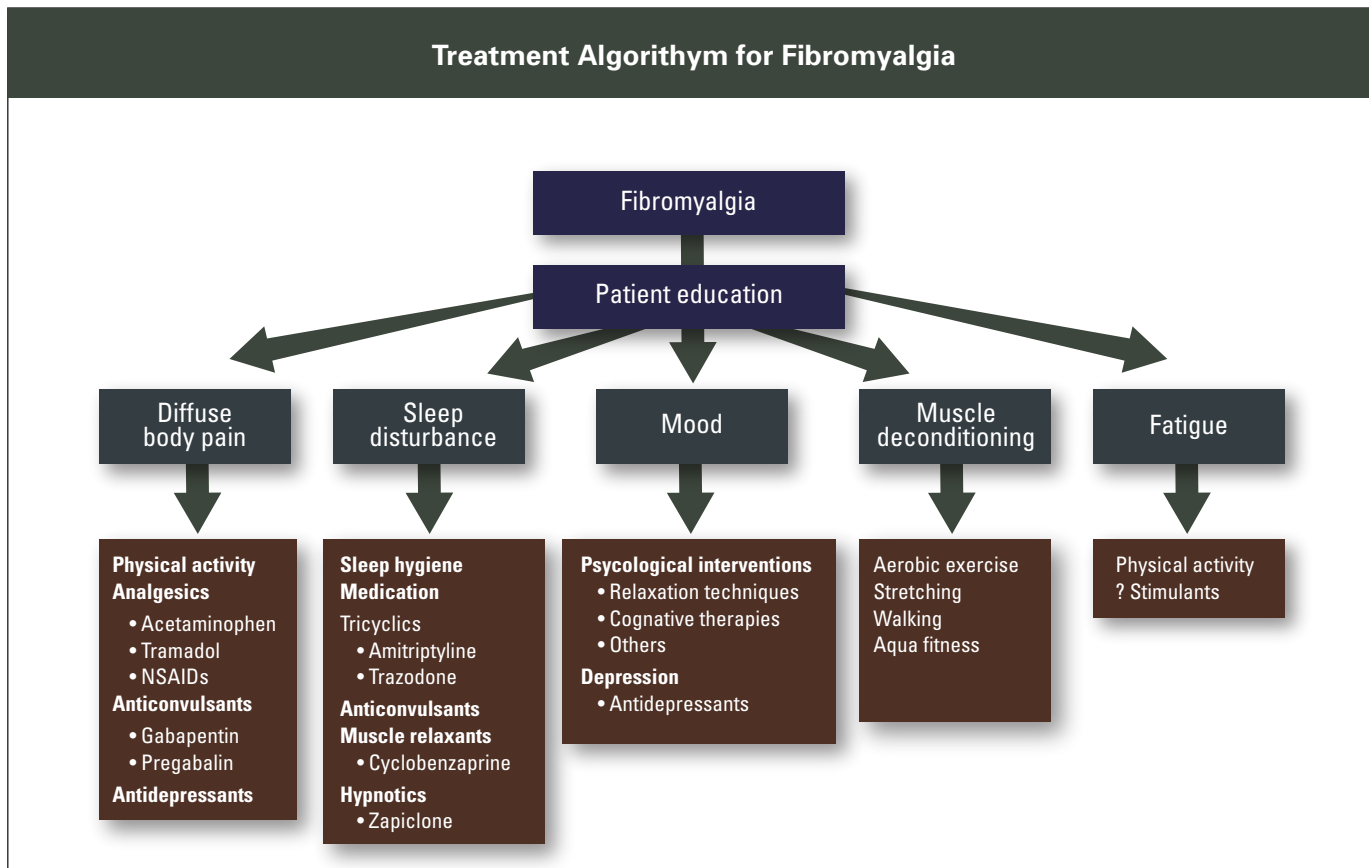 Treatment Algorithym for Fibromyalgia
Fibromyalgia
Patient education
Diffuse
body pain
Sleep
disturbance
Mood
Muscle
deconditioning
Fatigue
Physical activity
Analgesics
• Acetaminophen
• Tramadol
• NSAIDs
Anticonvulsants
• Gabapentin
• Pregabalin
Antidepressants
Sleep hygiene
Medication
Tricyclics
• Amitriptyline
• Trazodone
Anticonvulsants
Muscle relaxants
• Cyclobenzaprine
Hypnotics
• Zapiclone
Psycological interventions
• Relaxation techniques
• Cognitive therapies
• Others
Depression
• Antidepressants
Aerobic exercise
Stretching
Walking
Aqua fitness
Physical activity
? Stimulants